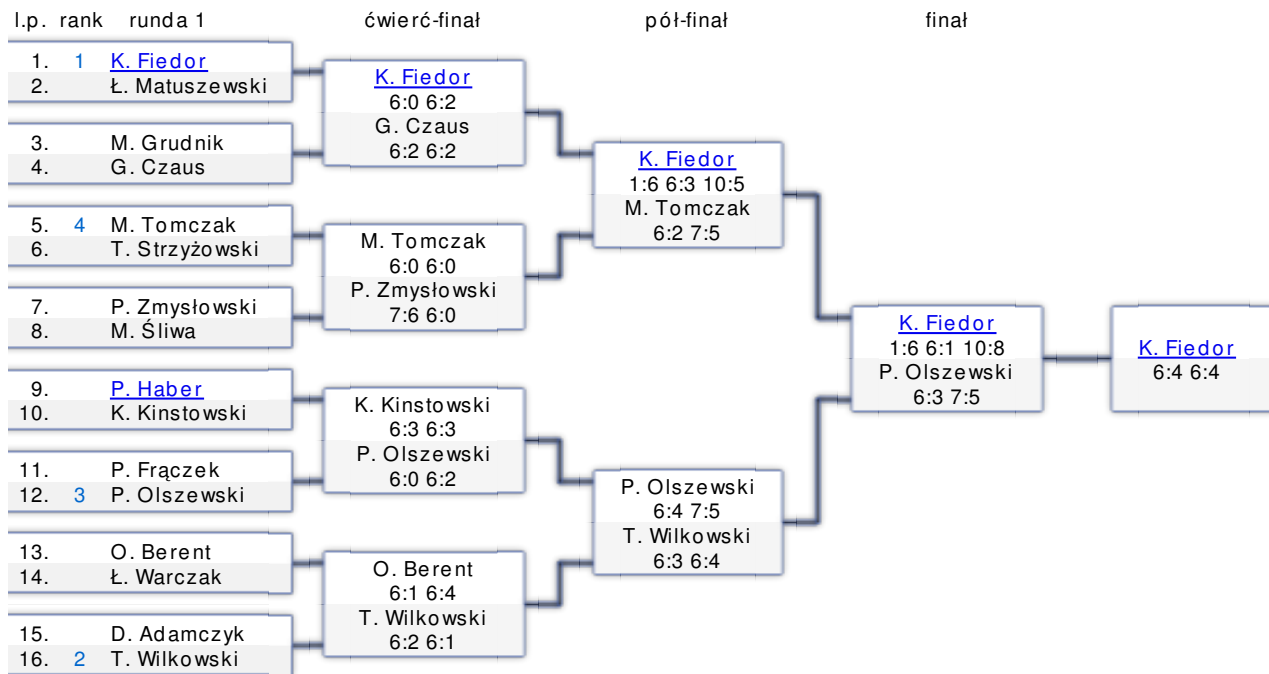 l.p. rank runda 1 ćwierć-finał pół-finał finał
1. 1 K. Fiedor
2. Ł. Matuszewski
3. M. Grudnik
4. G. Czaus
5. 4 M. Tomczak
6. T. Strzyżowski
7. P. Zmysłowski
8. M. Śliwa
9. P. Haber
10. K. Kinstowski
11. P. Frączek
12. 3 P. Olszewski
13. O. Berent
14. Ł. Warczak
15. D. Adamczyk
16. 2 T. Wilkowski
K. Fiedor
6:0 6:2
G. Czaus
6:2 6:2
M. Tomczak
6:0 6:0
P. Zmysłowski
7:6 6:0
K. Kinstowski
6:3 6:3
P. Olszewski
6:0 6:2
O. Berent
6:1 6:4
T. Wilkowski
6:2 6:1
K. Fiedor
1:6 6:3 10:5
M. Tomczak
6:2 7:5
P. Olszewski
6:4 7:5
T. Wilkowski
6:3 6:4
K. Fiedor
1:6 6:1 10:8
P. Olszewski
6:3 7:5
K. Fiedor
6:4 6:4